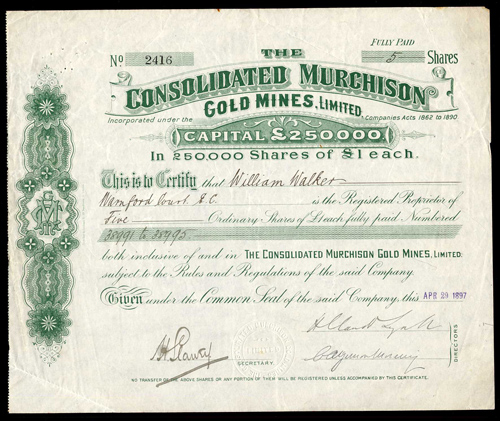 THE
FULLY PAID
No 2416
5 Shares
CONSOLIDATED MURCHISON
GOLD MINES, LIMITED.
Incorporated under the Companies Acts 1862 to 1890
CAPITAL £250,000
In 250,000 Shares of £1 each.
This is to Certify that William Walker
Warnford Court E.C. is the Registered Proprietor of
Five Ordinary Shares of £1 each fully paid Numbered
38991 to 38995
both inclusive of and in THE CONSOLIDATED MURCHISON GOLD MINES, LIMITED:
subject to the Rules and Regulations of the said Company.
Given under the Common Seal of the said Company, this APR 29 1897
SECRETARY.
DIRECTORS
NO TRANSFER OF THE ABOVE SHARES OR ANY PORTION OF THEM WILL BE REGISTERED UNLESS ACCOMPANIED BY THIS CERTIFICATE.